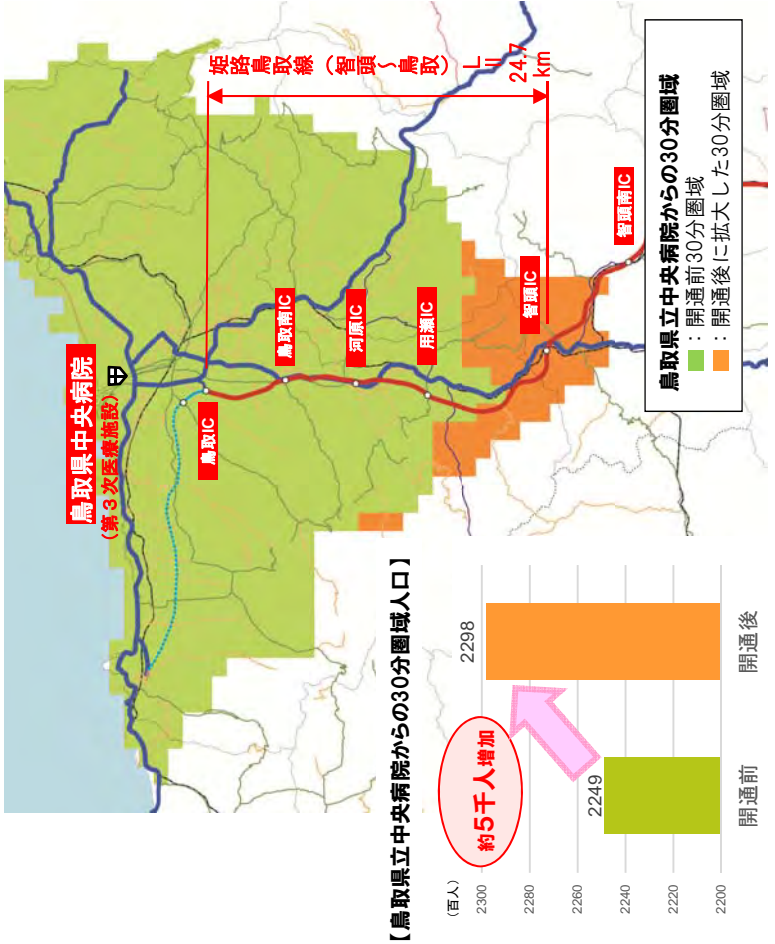 鳥取県中央病院
(第3次医療施設)
姫路鳥取線(智頭~鳥取) L=24.7km
鳥取IC
鳥取南IC
河原IC
用瀬IC
智頭IC
智頭南IC
鳥取県立中央病院からの30分圏域
:開通前30分圏域
:開通後に拡大した30分圏域
【鳥取県立中央病院からの30分圏域人口】
(百人)
2300
2280
2260
2240
2220
2200
約5千人増加
2249
2298
開通前
開通後